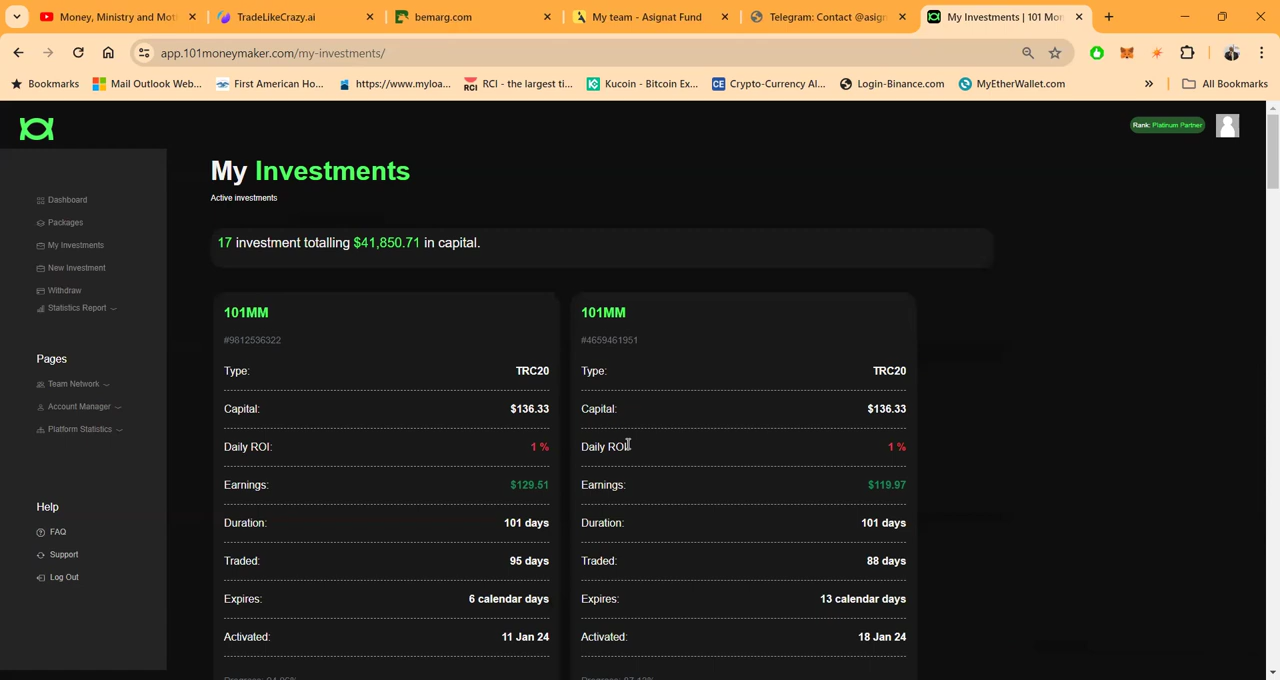 Money, Ministry and Mot
TradeLikeCrazy.ai
bemarg.com
My team - Asignat Fund
Telegram: Contact @asign
My Investments | 101 Mon
app.101moneymaker.com/my-investments/
Bookmarks
Mail Outlook Web...
First American Ho...
https://www.myloa...
RCI - the largest ti...
Kucoin - Bitcoin Ex...
Crypto-Currency Al...
Login-Binance.com
MyEtherWallet.com
All Bookmarks
Rank: Platinum Partner
My Investments
Active investments
17 investment totalling $41,850.71 in capital.
Dashboard
Packages
My Investments
New Investment
Withdraw
Statistics Report
Pages
Team Network
Account Manager
Platform Statistics
Help
FAQ
Support
Log Out
101MM
#9812536322
Type: TRC20
Capital: $136.33
Daily ROI: 1 %
Earnings: $129.51
Duration: 101 days
Traded: 95 days
Expires: 6 calendar days
Activated: 11 Jan 24
101MM
#4659461951
Type: TRC20
Capital: $136.33
Daily ROI: 1 %
Earnings: $119.97
Duration: 101 days
Traded: 88 days
Expires: 13 calendar days
Activated: 18 Jan 24